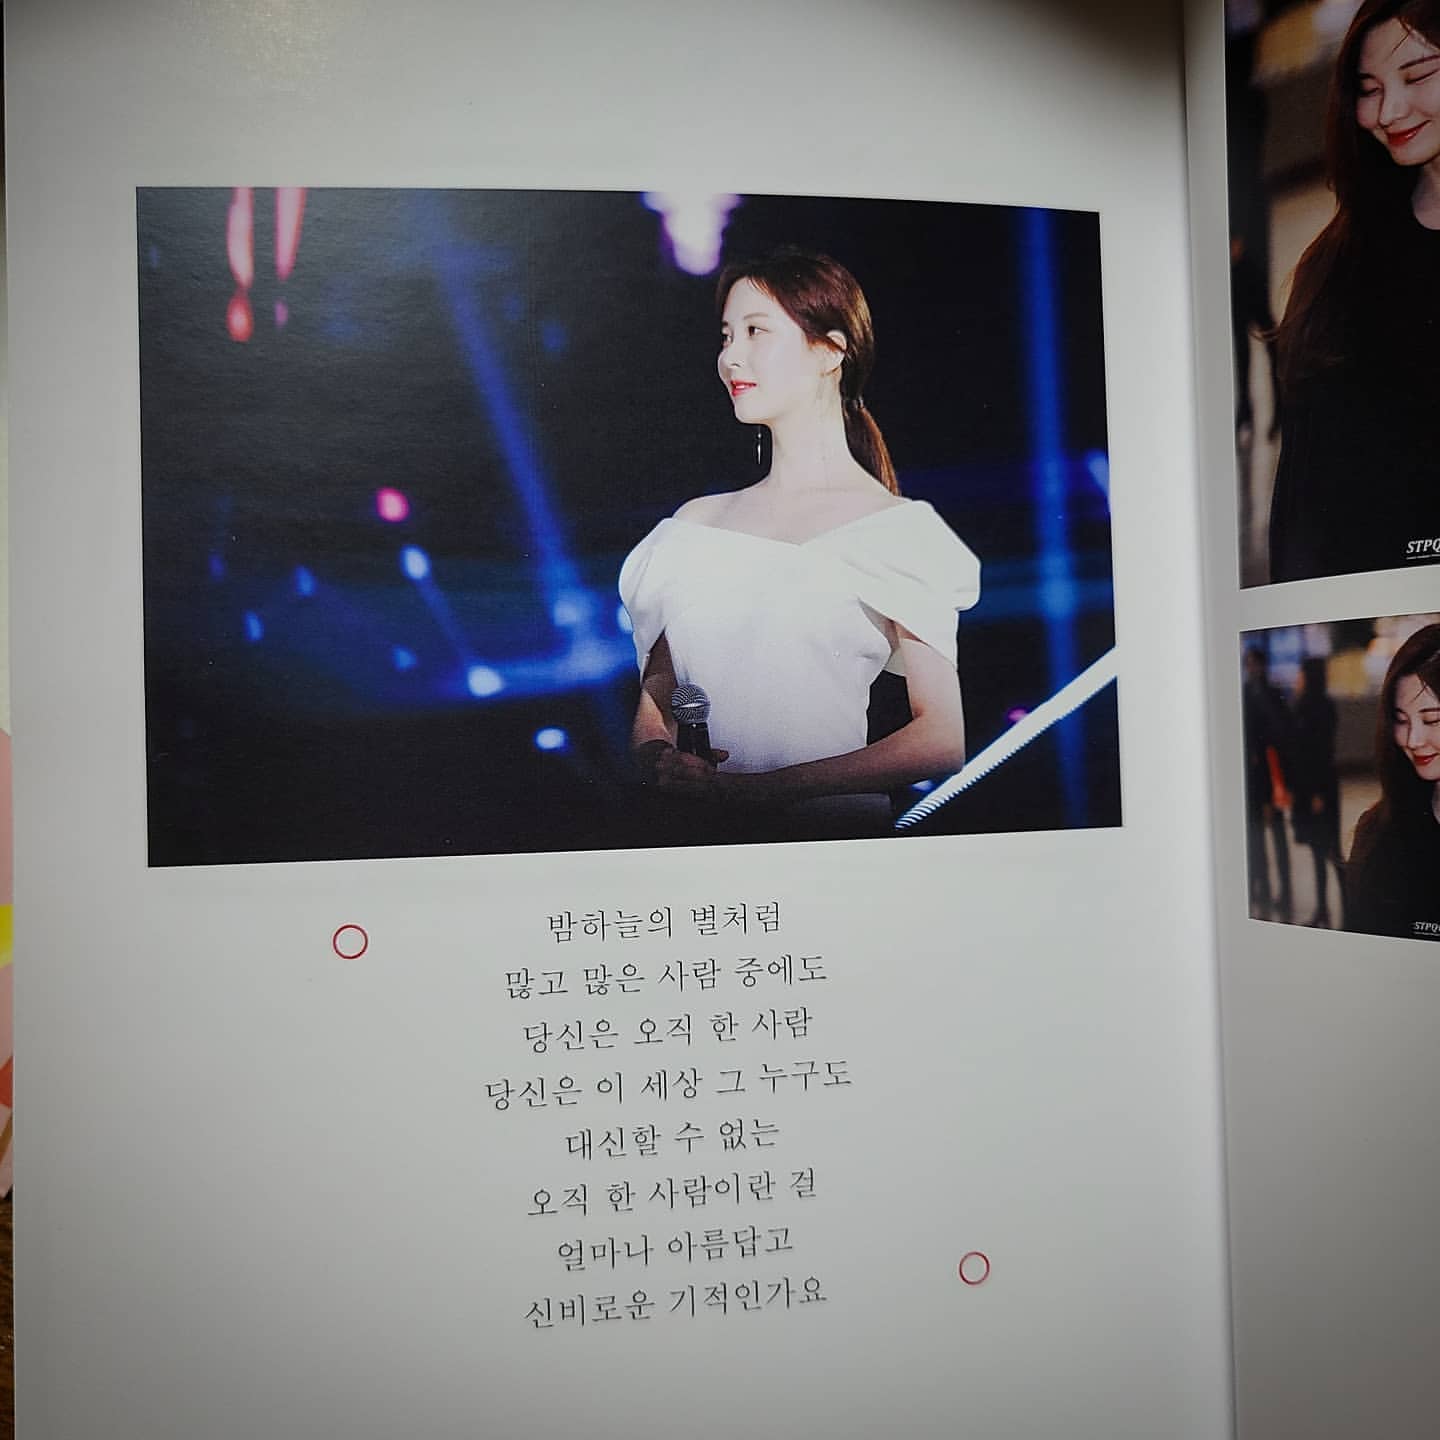 밤하늘의 별처럼
많고 많은 사람 중에도
당신은 오직 한 사람
당신은 이 세상 그 누구도
대신할 수 없는
오직 한 사람이란 걸
얼마나 아름답고
신비로운 기적인가요
STPQ
STPQ